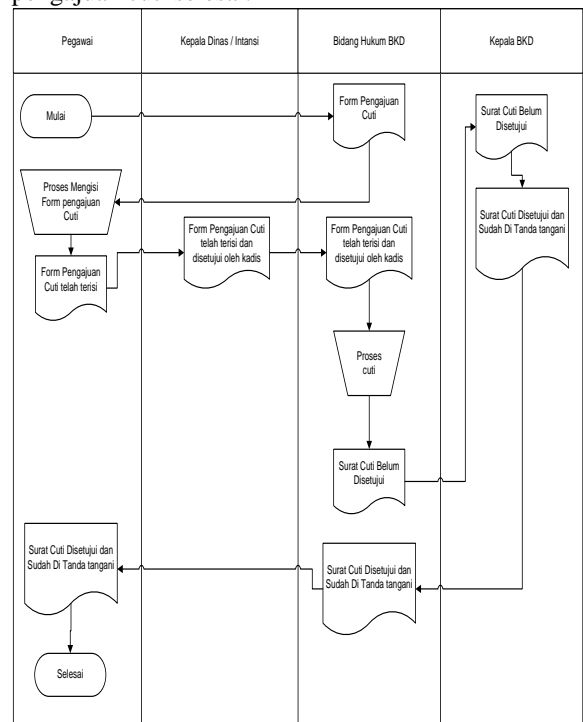 Pegawai
Kepala Dinas / Intansi
Bidang Hukum BKD
Kepala BKD
Mulai
Form Pengajuan
Cuti
Surat Cuti Belum
Disetujui
Proses Mengisi
Form pengajuan
Cuti
Surat Cuti Disetujui dan
Sudah Di Tanda tangani
Form Pengajuan
Cuti telah terisi
Form Pengajuan Cuti
telah terisi dan
disetujui oleh kadis
Form Pengajuan Cuti
telah terisi dan
disetujui oleh kadis
Proses
cuti
Surat Cuti Belum
Disetujui
Surat Cuti Disetujui dan
Sudah Di Tanda tangani
Surat Cuti Disetujui dan
Sudah Di Tanda tangani
Selesai